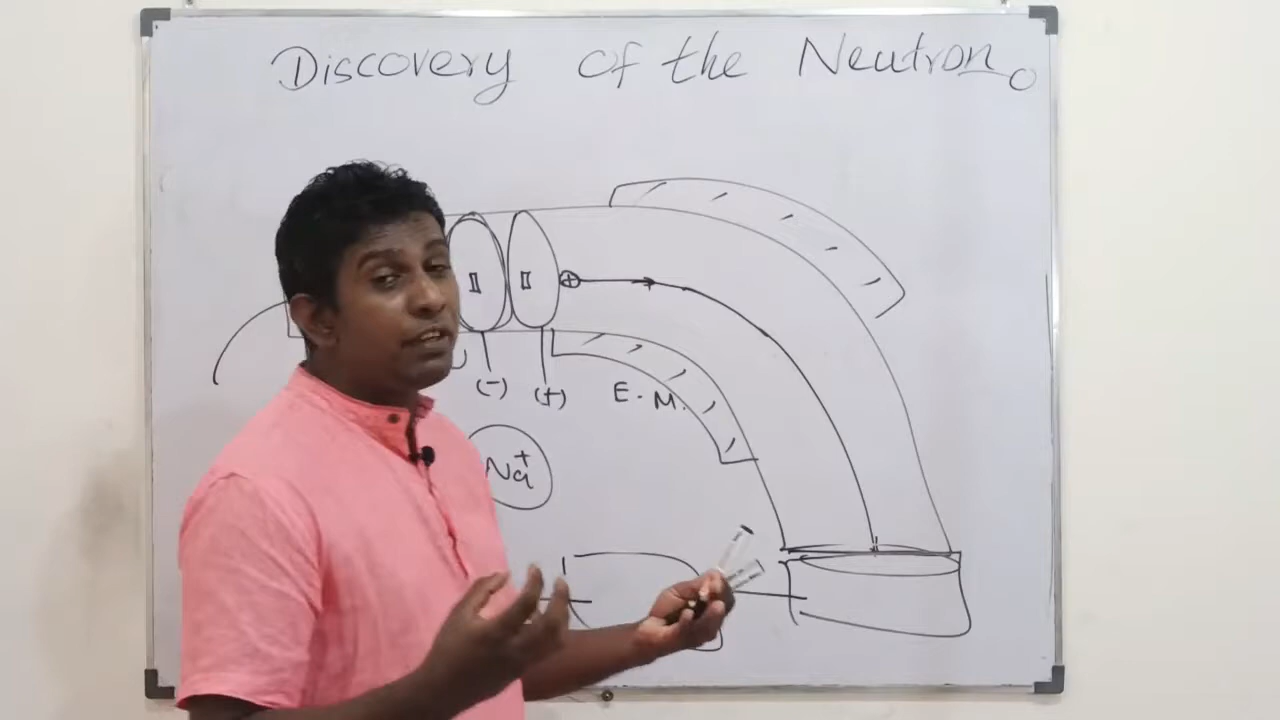 Discovery of the Neutron
(-) (+) E.M.
Na+